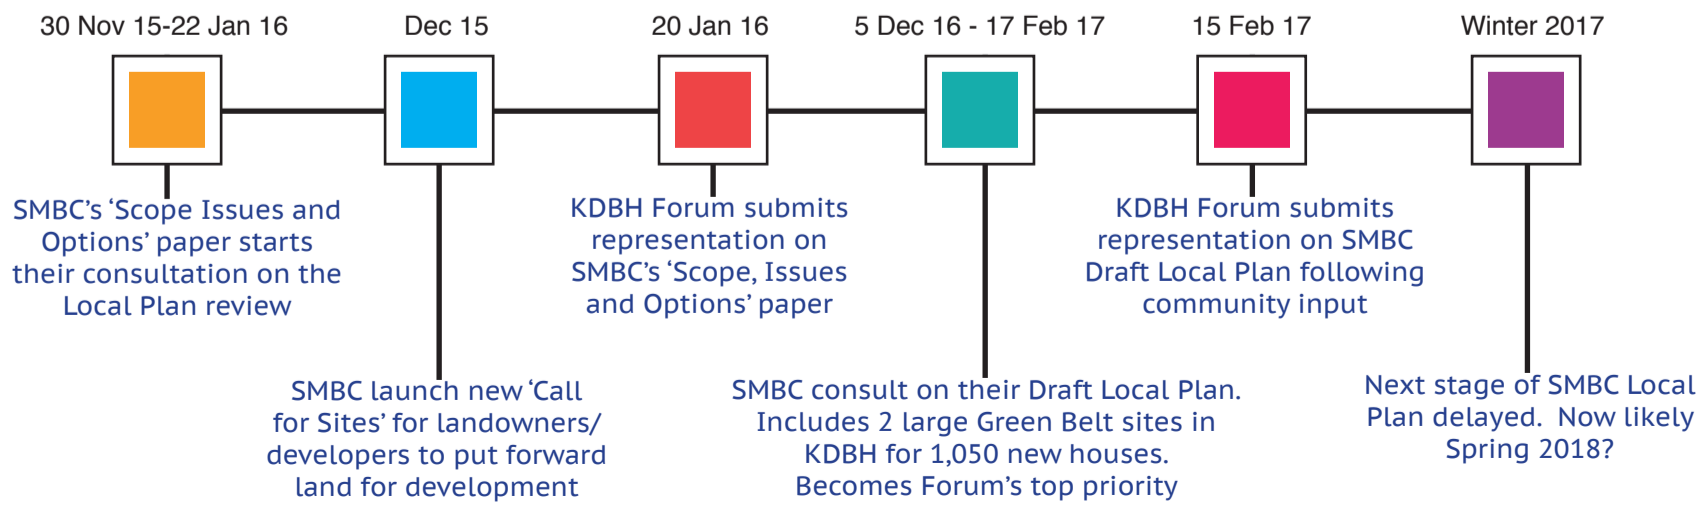 30 Nov 15-22 Jan 16
SMBC’s ‘Scope Issues and
Options’ paper starts
their consultation on the
Local Plan review
Dec 15
SMBC launch new ‘Call
for Sites’ for landowners/
developers to put forward
land for development
20 Jan 16
KDBH Forum submits
representation on
SMBC’s ‘Scope, Issues
and Options’ paper
5 Dec 16 - 17 Feb 17
SMBC consult on their Draft Local Plan.
Includes 2 large Green Belt sites in
KDBH for 1,050 new houses.
Becomes Forum’s top priority
15 Feb 17
KDBH Forum submits
representation on SMBC
Draft Local Plan following
community input
Winter 2017
Next stage of SMBC Local
Plan delayed.  Now likely
Spring 2018?